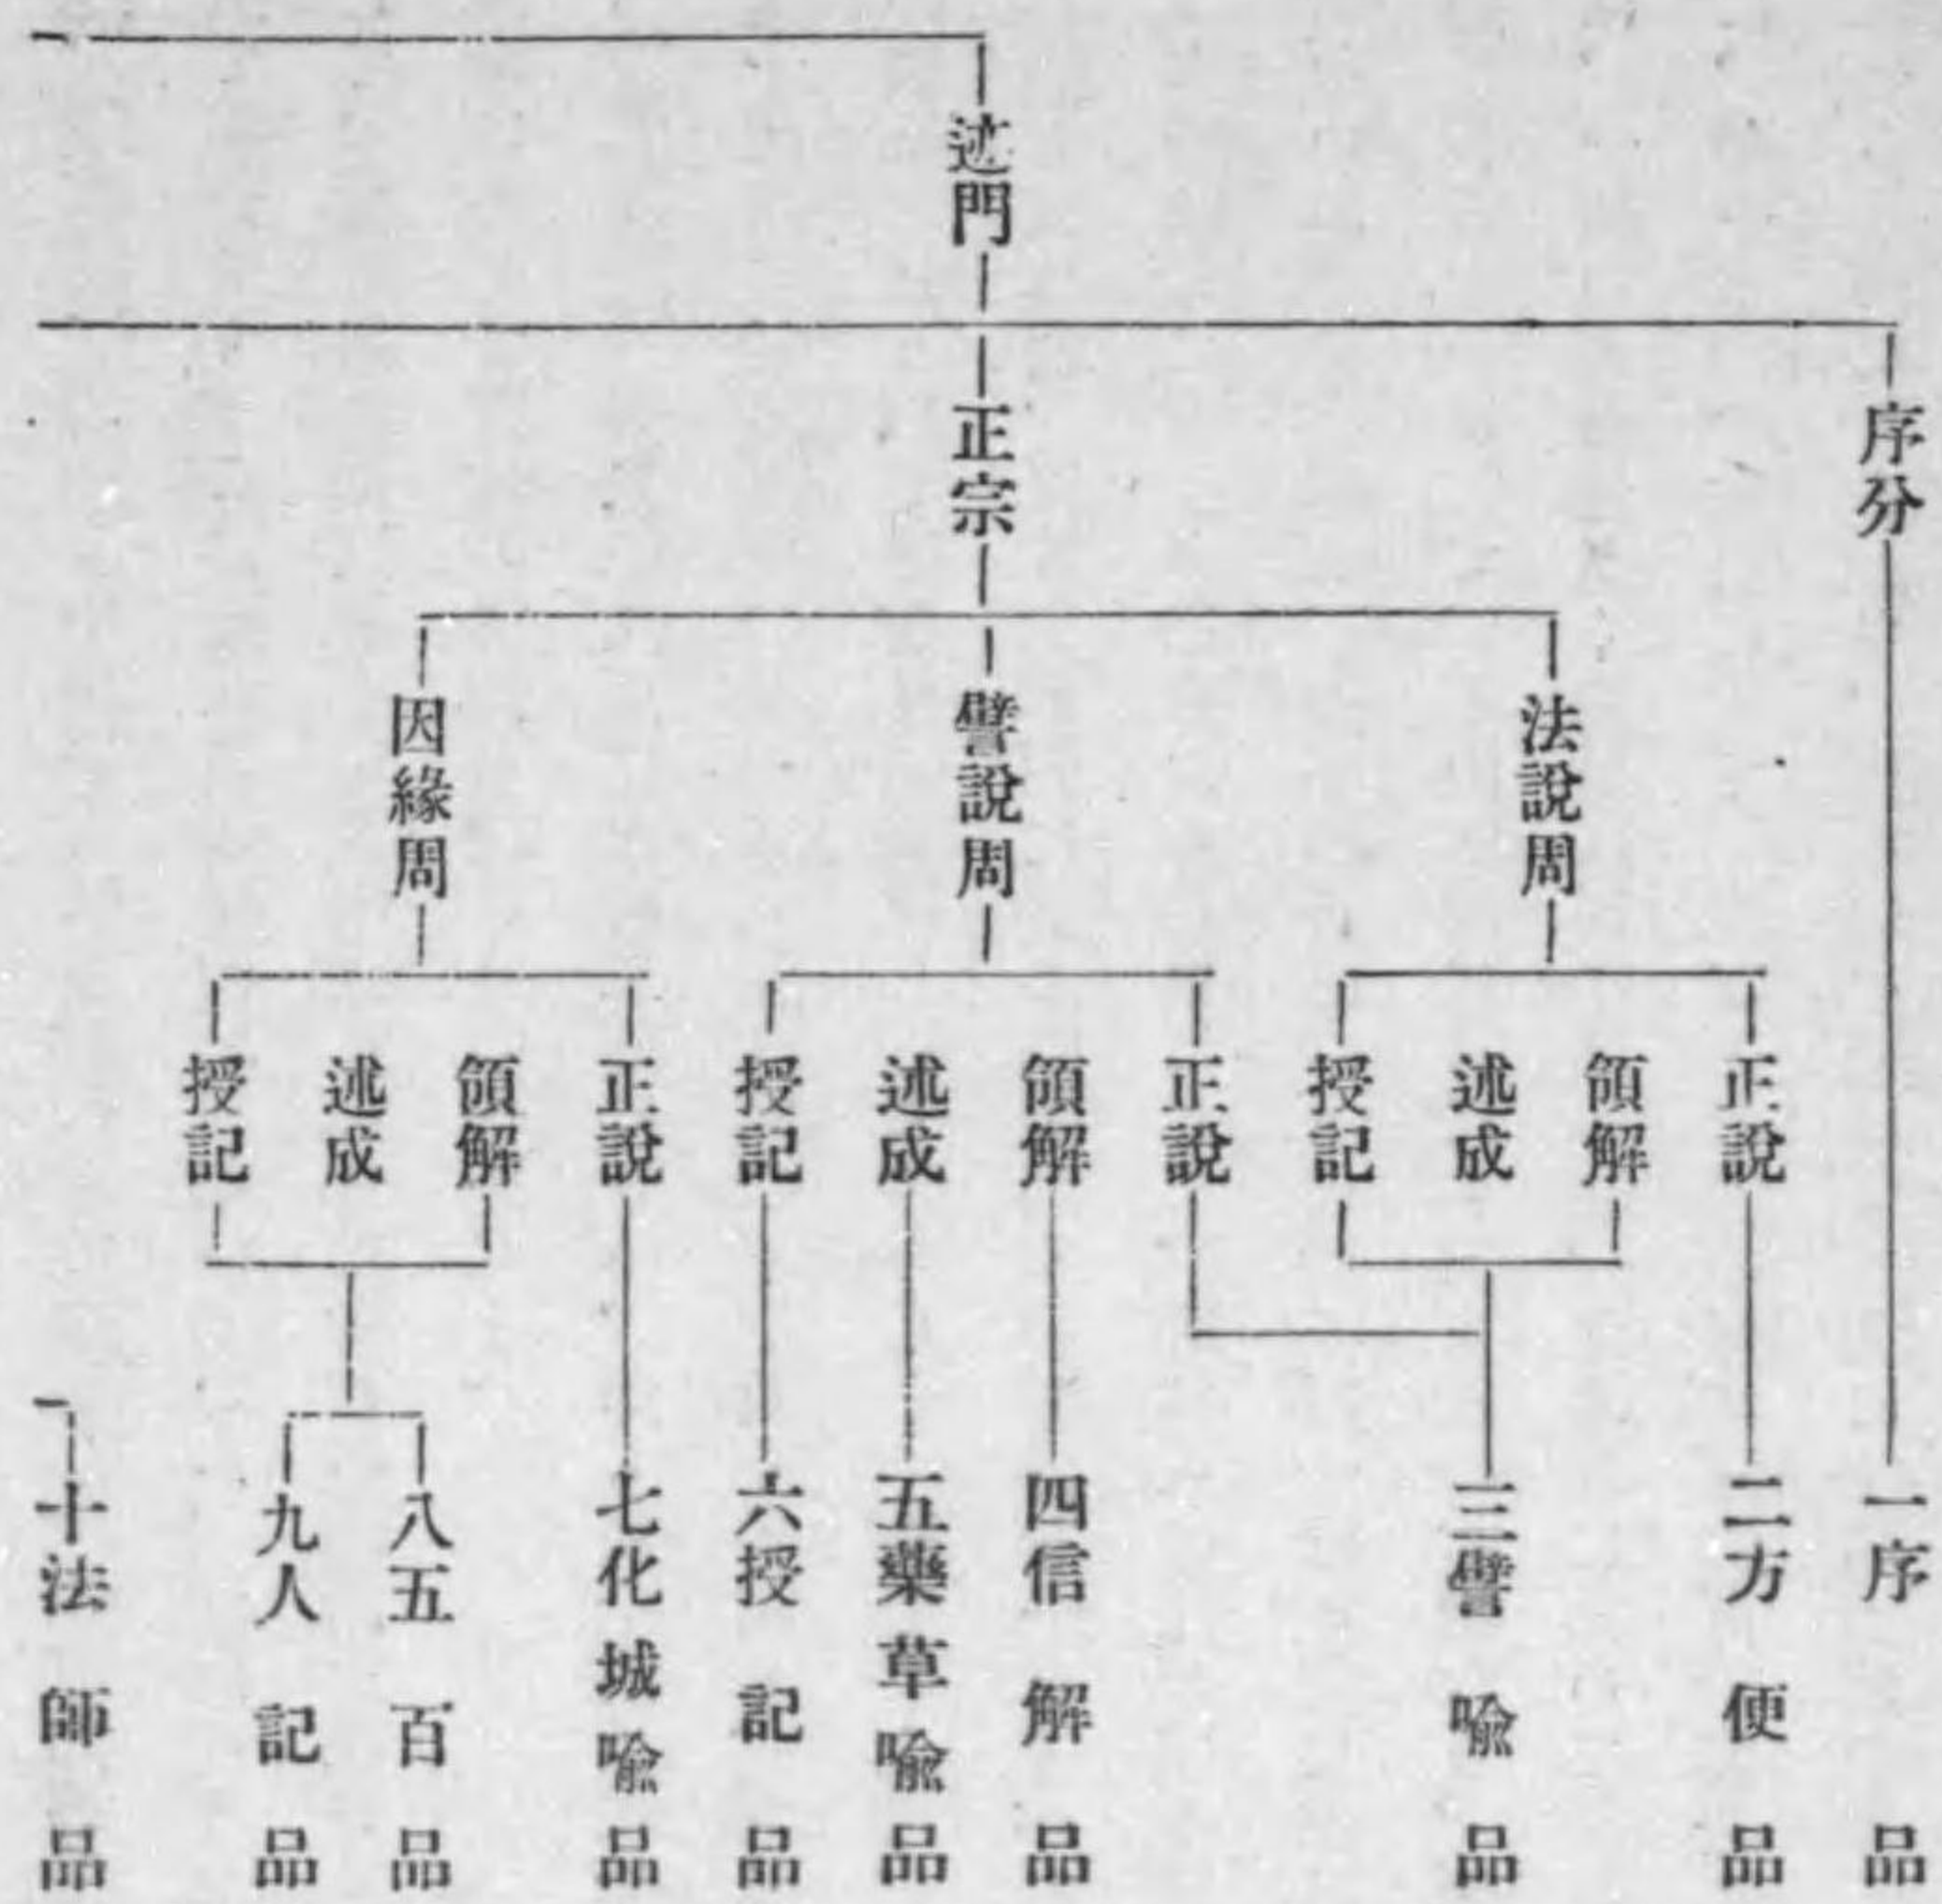 迹門
序分
正宗
法說周
譬說周
因緣周
正說
領解
述成
授記
正說
領解
述成
授記
正說
領解
述成
授記
一序品
二方便品
三譬喩品
四信解品
五藥草喩品
六授記品
七化城喩品
八五百品
九人記品
十法師品